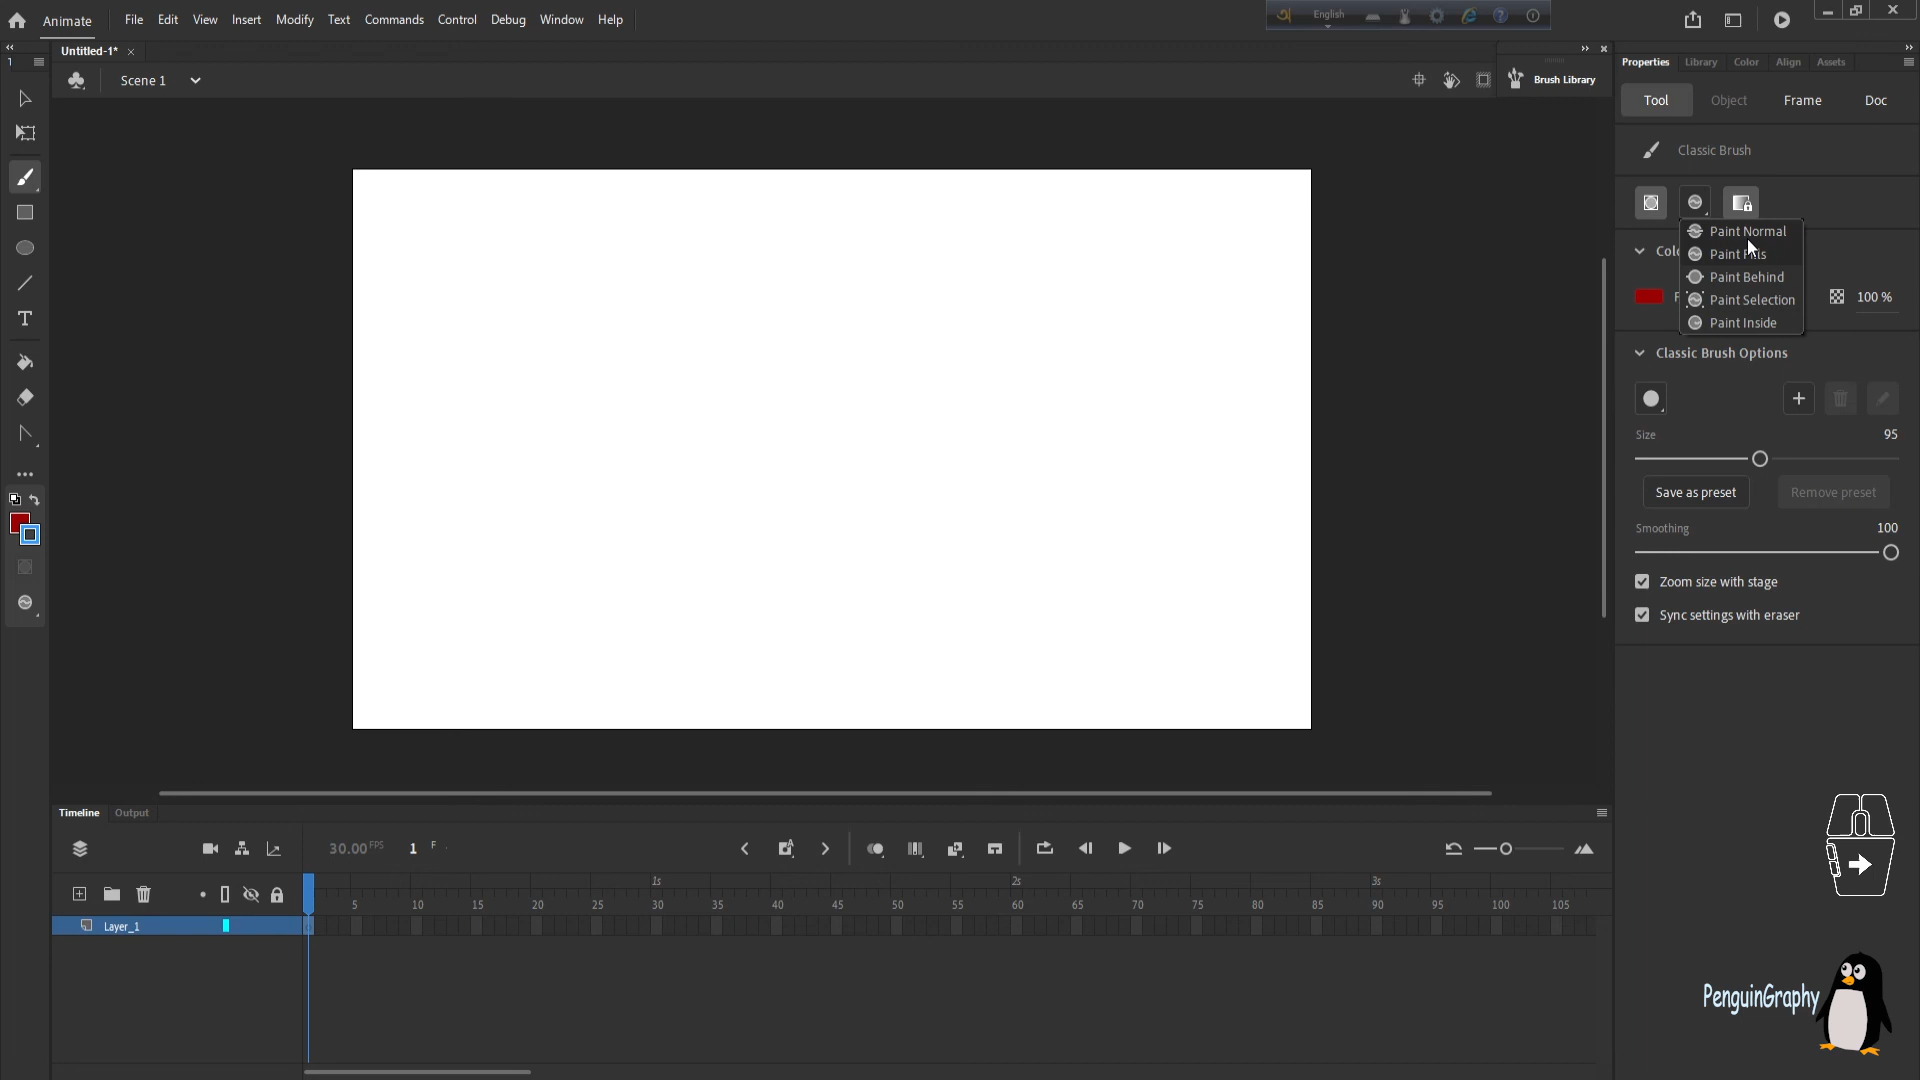 Animate File Edit View Insert Modify Text Commands Control Debug Window Help
English
Untilted-1*
Scene 1
Brush Library
Properties Library Color Align Assets
Tool Object Frame Doc
Classic Brush
Paint Normal
Paint
Paint Behind
Paint Selection
Paint Inside
100 %
Classic Brush Options
Size 95
Save as preset Remove preset
Smoothing 100
Zoom size with stage
Sync settings with eraser
Timeline Output
30.00 FPS 1 F
1s 2s 3s
5 10 15 20 25 30 35 40 45 50 55 60 65 70 75 80 85 90 95 100 105
Layer_1
PenguinGraphy